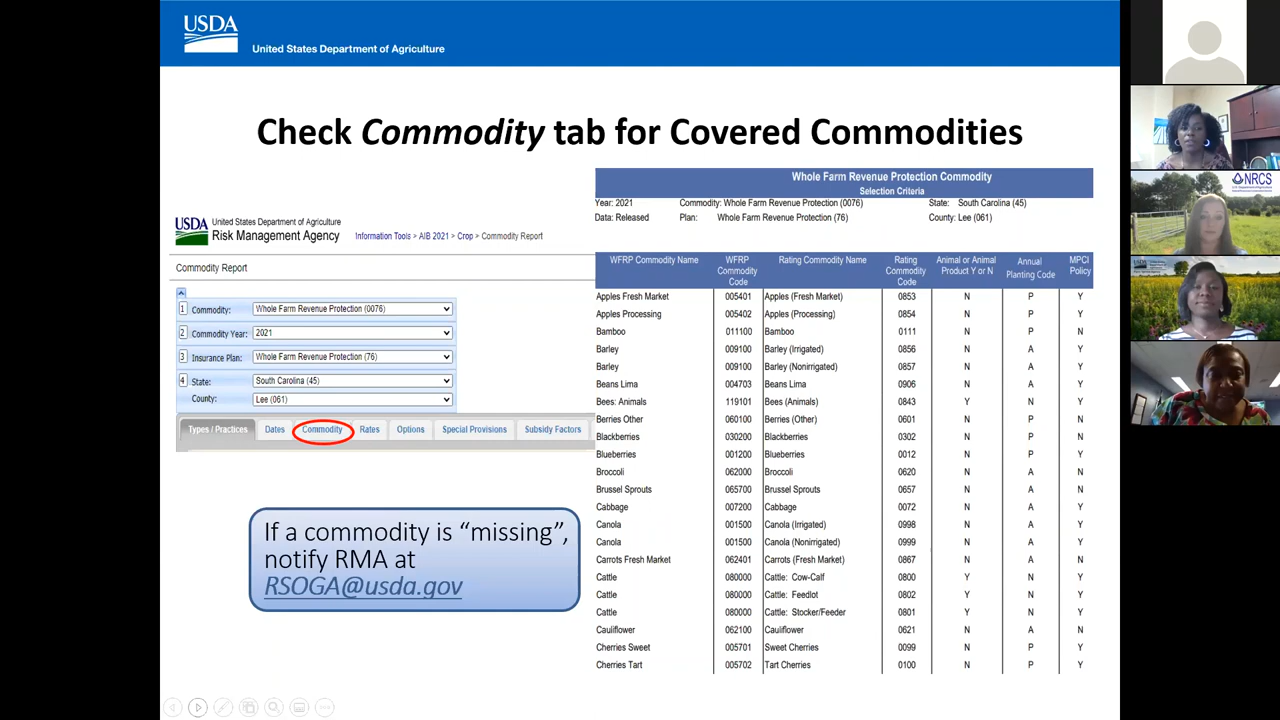 USDA
United States Department of Agriculture
Check Commodity tab for Covered Commodities
USDA
United States Department of Agriculture
Risk Management Agency
Information Tools > AIB 2021 > Crop > Commodity Report
Commodity Report
1 Commodity: Whole Farm Revenue Protection (0076)
2 Commodity Year: 2021
3 Insurance Plan: Whole Farm Revenue Protection (76)
4 State: South Carolina (45)
County: Lee (061)
Types / Practices Dates Commodity Rates Options Special Provisions Subsidy Factors
If a commodity is “missing”,
notify RMA at
RSOGA@usda.gov
Whole Farm Revenue Protection Commodity
Selection Criteria
Year: 2021 Commodity: Whole Farm Revenue Protection (0076) State: South Carolina (45)
Data: Released Plan: Whole Farm Revenue Protection (76) County: Lee (061)
WFRP Commodity Name WFRP Commodity Code Rating Commodity Name Rating Commodity Code Animal or Animal Product Y or N Annual Planting Code MPCI Policy
Apples Fresh Market 005401 Apples (Fresh Market) 0853 N P Y
Apples Processing 005402 Apples (Processing) 0854 N P Y
Bamboo 011100 Bamboo 0111 N P N
Barley 009100 Barley (Irrigated) 0856 N A Y
Barley 009100 Barley (Nonirrigated) 0857 N A Y
Beans Lima 004703 Beans Lima 0906 N A Y
Bees: Animals 119101 Bees (Animals) 0843 Y N Y
Berries Other 060100 Berries (Other) 0601 N P N
Blackberries 030200 Blackberries 0302 N P N
Blueberries 001200 Blueberries 0012 N P Y
Broccoli 062000 Broccoli 0620 N A N
Brussel Sprouts 065700 Brussel Sprouts 0657 N A N
Cabbage 007200 Cabbage 0072 N A Y
Canola 001500 Canola (Irrigated) 0998 N A Y
Canola 001500 Canola (Nonirrigated) 0999 N A Y
Carrots Fresh Market 062401 Carrots (Fresh Market) 0867 N A N
Cattle 080000 Cattle: Cow-Calf 0800 Y N Y
Cattle 080000 Cattle: Feedlot 0802 Y N Y
Cattle 080000 Cattle: Stocker/Feeder 0801 Y N Y
Cauliflower 062100 Cauliflower 0621 N A N
Cherries Sweet 005701 Sweet Cherries 0099 N P Y
Cherries Tart 005702 Tart Cherries 0100 N P Y
NRCS